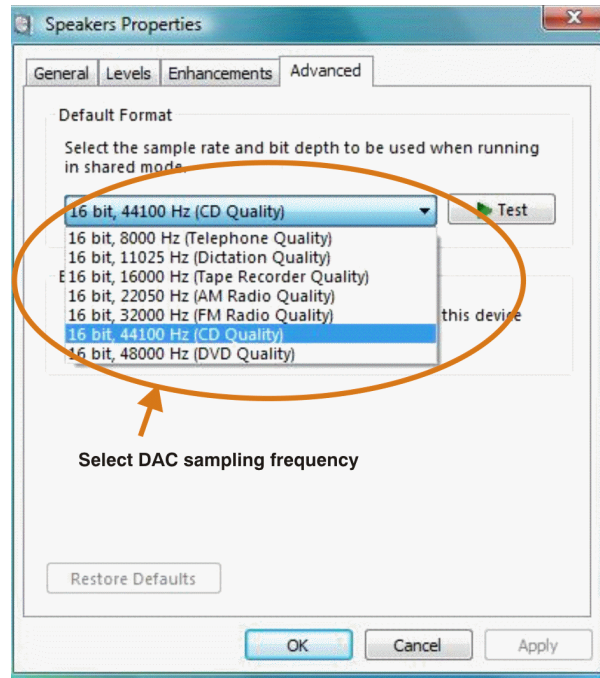 Speakers Properties
General Levels Enhancements Advanced
Default Format
Select the sample rate and bit depth to be used when running
in shared mode.
16 bit, 44100 Hz (CD Quality)
Test
16 bit, 8000 Hz (Telephone Quality)
16 bit, 11025 Hz (Dictation Quality)
16 bit, 16000 Hz (Tape Recorder Quality)
16 bit, 22050 Hz (AM Radio Quality)
16 bit, 32000 Hz (FM Radio Quality)
this device
16 bit, 44100 Hz (CD Quality)
16 bit, 48000 Hz (DVD Quality)
Select DAC sampling frequency
Restore Defaults
OK Cancel Apply